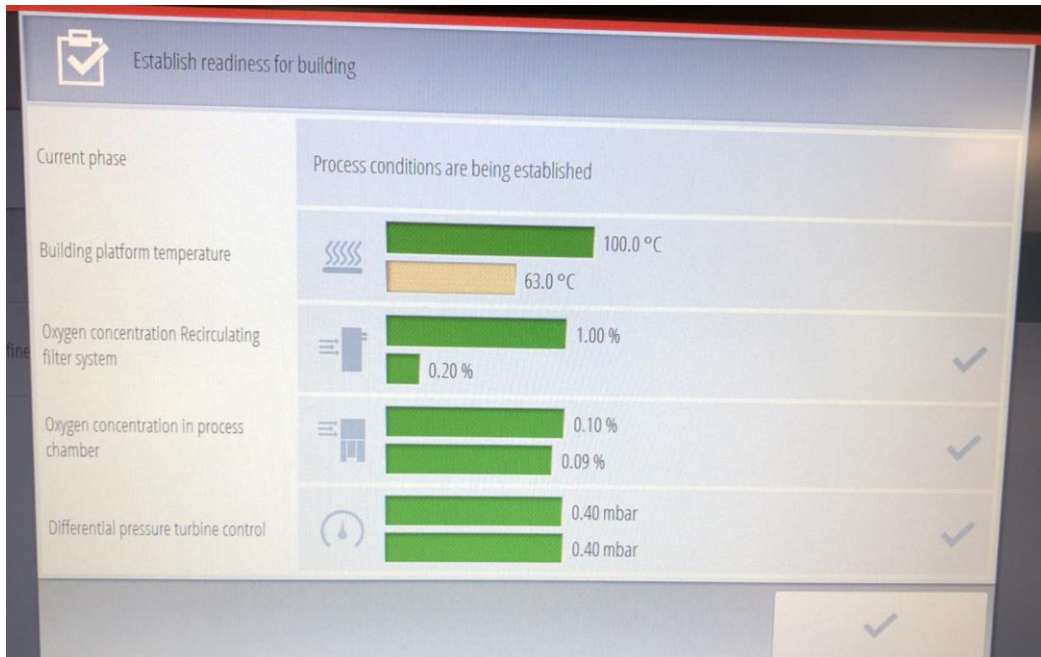 Establish readiness for building
Current phase
Process conditions are being established
Building platform temperature
100.0 °C
63.0 °C
Oxygen concentration Recirculating
filter system
1.00 %
0.20 %
Oxygen concentration in process
chamber
0.10 %
0.09 %
Differential pressure turbine control
0.40 mbar
0.40 mbar
fine